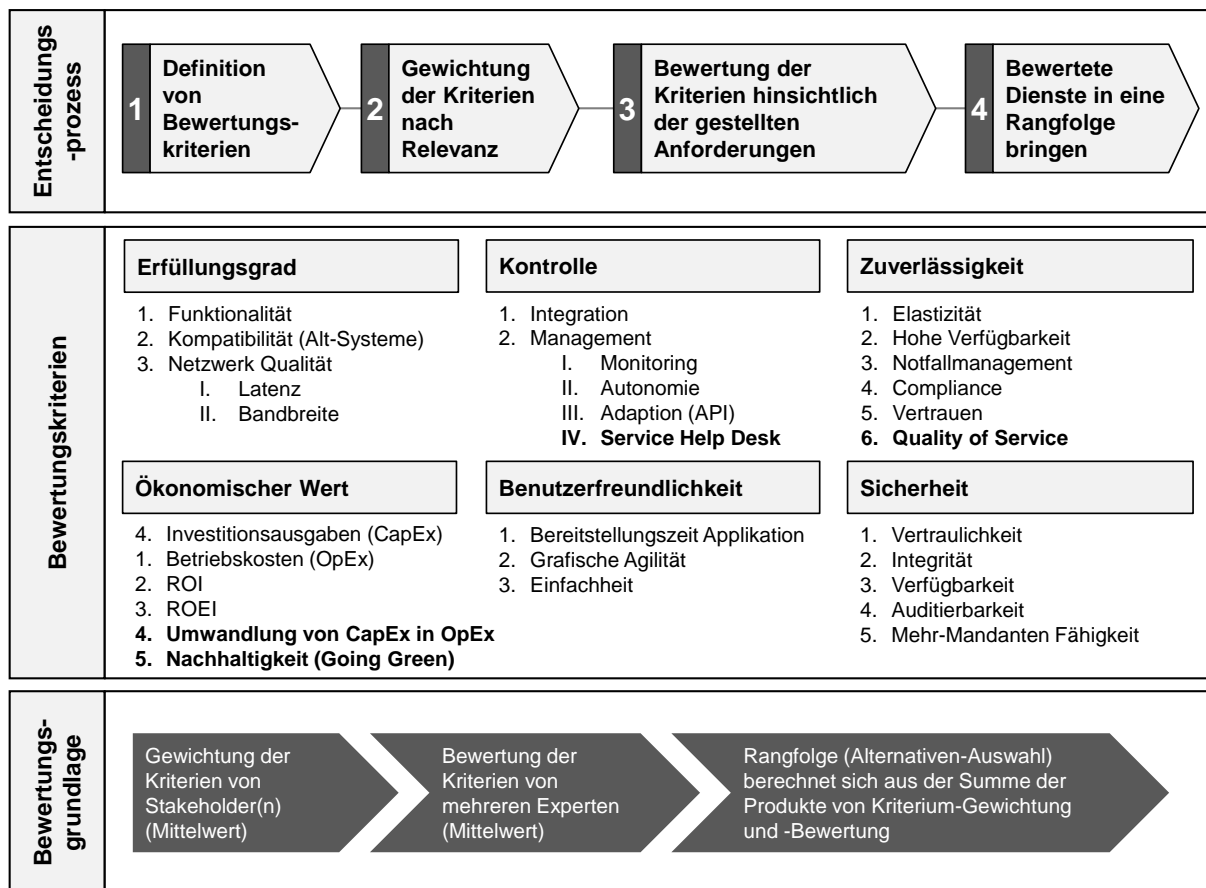 Entscheidungs
-prozess
1
Definition
von
Bewertungs-
kriterien
2
Gewichtung
der Kriterien
nach
Relevanz
3
Bewertung der
Kriterien hinsichtlich
der gestellten
Anforderungen
4
Bewertete
Dienste in eine
Rangfolge
bringen
Bewertungskriterien
Erfüllungsgrad
1. Funktionalität
2. Kompatibilität (Alt-Systeme)
3. Netzwerk Qualität
I. Latenz
II. Bandbreite
Kontrolle
1. Integration
2. Management
I. Monitoring
II. Autonomie
III. Adaption (API)
IV. Service Help Desk
Zuverlässigkeit
1. Elastizität
2. Hohe Verfügbarkeit
3. Notfallmanagement
4. Compliance
5. Vertrauen
6. Quality of Service
Ökonomischer Wert
4. Investitionsausgaben (CapEx)
1. Betriebskosten (OpEx)
2. ROI
3. ROEI
4. Umwandlung von CapEx in OpEx
5. Nachhaltigkeit (Going Green)
Benutzerfreundlichkeit
1. Bereitstellungszeit Applikation
2. Grafische Agilität
3. Einfachheit
Sicherheit
1. Vertraulichkeit
2. Integrität
3. Verfügbarkeit
4. Auditierbarkeit
5. Mehr-Mandanten Fähigkeit
Bewertungs-
grundlage
Gewichtung der
Kriterien von
Stakeholder(n)
(Mittelwert)
Bewertung der
Kriterien von
mehreren Experten
(Mittelwert)
Rangfolge (Alternativen-Auswahl)
berechnet sich aus der Summe der
Produkte von Kriterium-Gewichtung
und -Bewertung